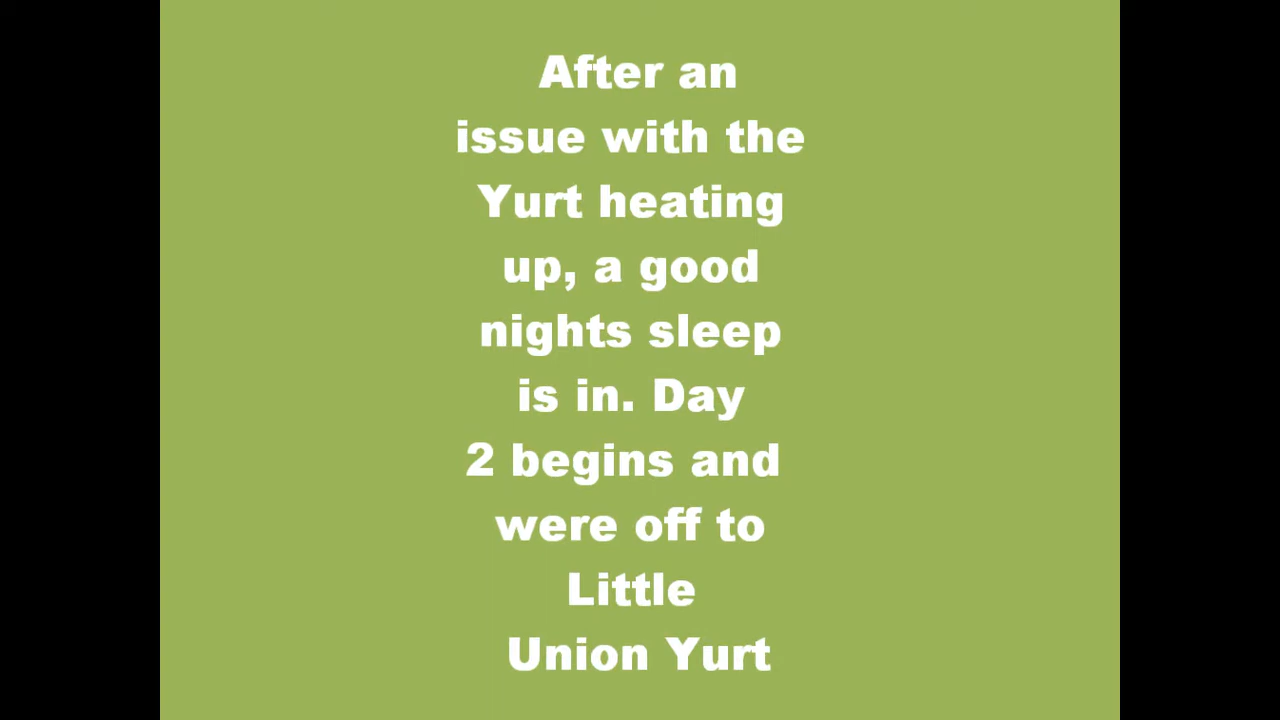 After an
issue with the
Yurt heating
up, a good
nights sleep
is in. Day
2 begins and
were off to
Little
Union Yurt